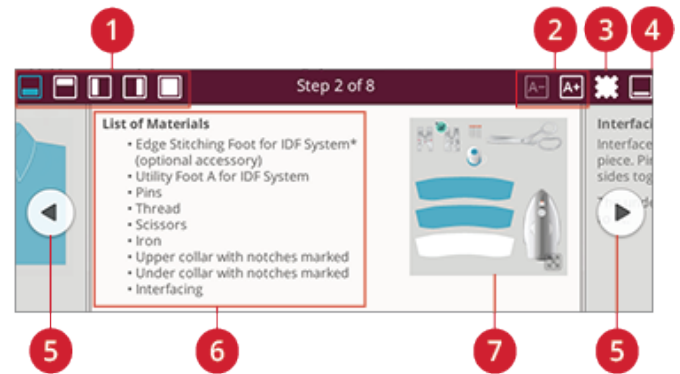 1
2
3
4
Step 2 of 8
A-
A+
List of Materials
• Edge Stitching Foot for IDF System*
(optional accessory)
• Utility Foot A for IDF System
• Pins
• Thread
• Scissors
• Iron
• Upper collar with notches marked
• Under collar with notches marked
• Interfacing
Interfaci
Interface
piece. Pi
sides tog
5
6
7
5